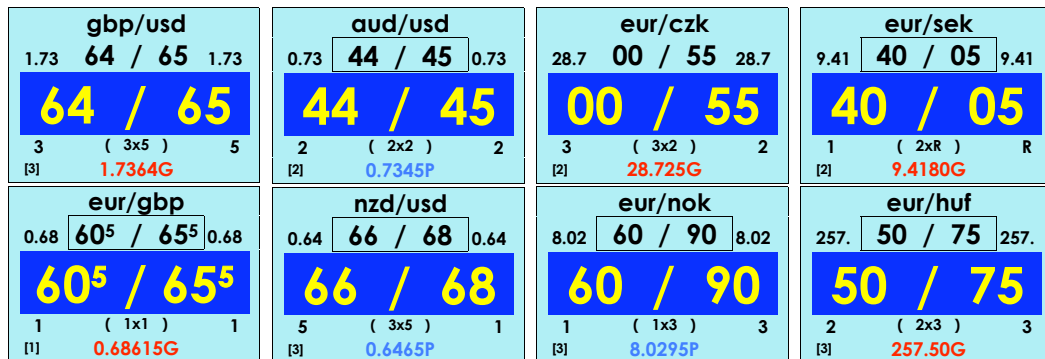 gbp/usd
1.73 64 / 65 1.73
64 / 65
3 ( 3x5 ) 5
[3] 1.7364G
aud/usd
0.73 44 / 45 0.73
44 / 45
2 ( 2x2 ) 2
[2] 0.7345P
eur/czk
28.7 00 / 55 28.7
00 / 55
3 ( 3x2 ) 2
[2] 28.725G
eur/sek
9.41 40 / 05 9.41
40 / 05
1 ( 2xR ) R
[2] 9.4180G
eur/gbp
0.68 60⁵ / 65⁵ 0.68
60⁵ / 65⁵
1 ( 1x1 ) 1
[1] 0.68615G
nzd/usd
0.64 66 / 68 0.64
66 / 68
5 ( 3x5 ) 1
[3] 0.6465P
eur/nok
8.02 60 / 90 8.02
60 / 90
1 ( 1x3 ) 3
[3] 8.0295P
eur/huf
257. 50 / 75 257.
50 / 75
2 ( 2x3 ) 3
[3] 257.50G